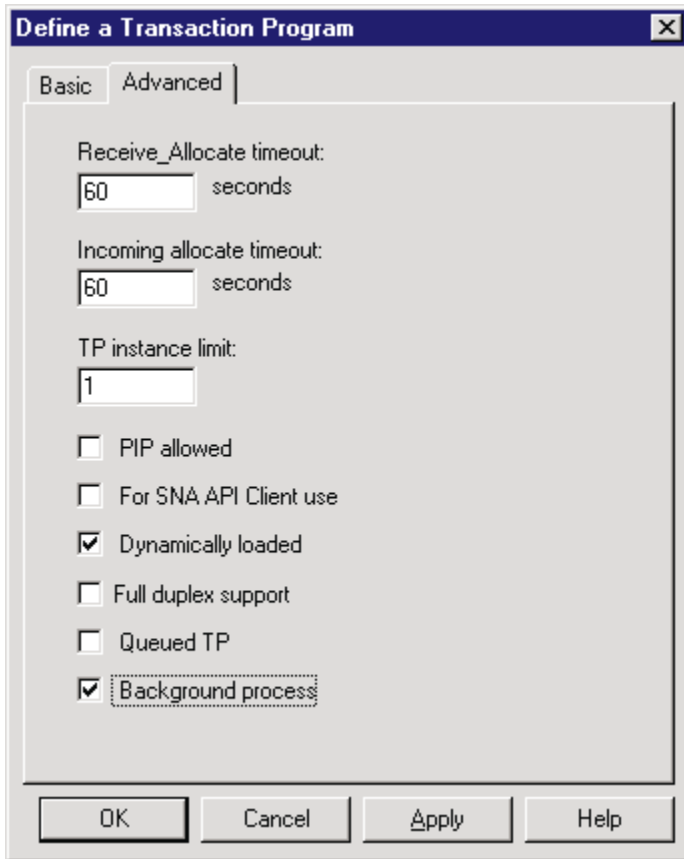 Define a Transaction Program
Basic Advanced
Receive_Allocate timeout:
60 seconds
Incoming allocate timeout:
60 seconds
TP instance limit:
1
PIP allowed
For SNA API Client use
Dynamically loaded
Full duplex support
Queued TP
Background process
OK Cancel Apply Help